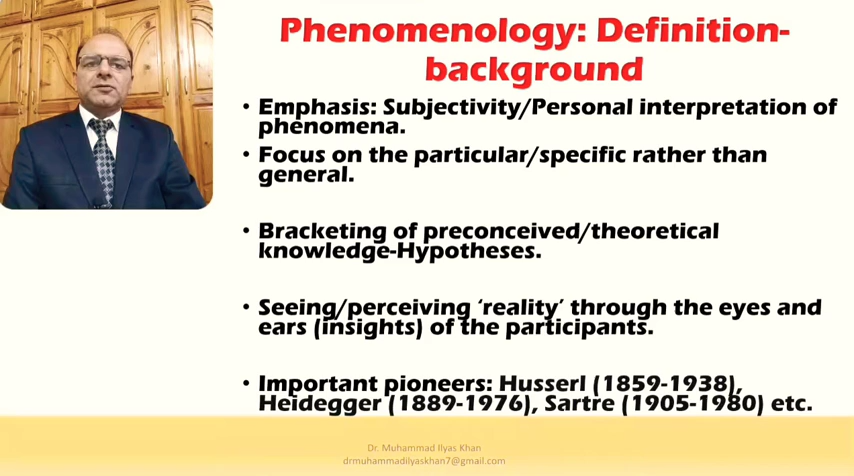 Phenomenology: Definition-
background
• Emphasis: Subjectivity/Personal interpretation of
phenomena.
• Focus on the particular/specific rather than
general.
• Bracketing of preconceived/theoretical
knowledge-Hypotheses.
• Seeing/perceiving ‘reality’ through the eyes and
ears (insights) of the participants.
• Important pioneers: Husserl (1859-1938),
Heidegger (1889-1976), Sartre (1905-1980) etc.
Dr. Muhammad Ilyas Khan
drmuhammadilyaskhan7@gmail.com